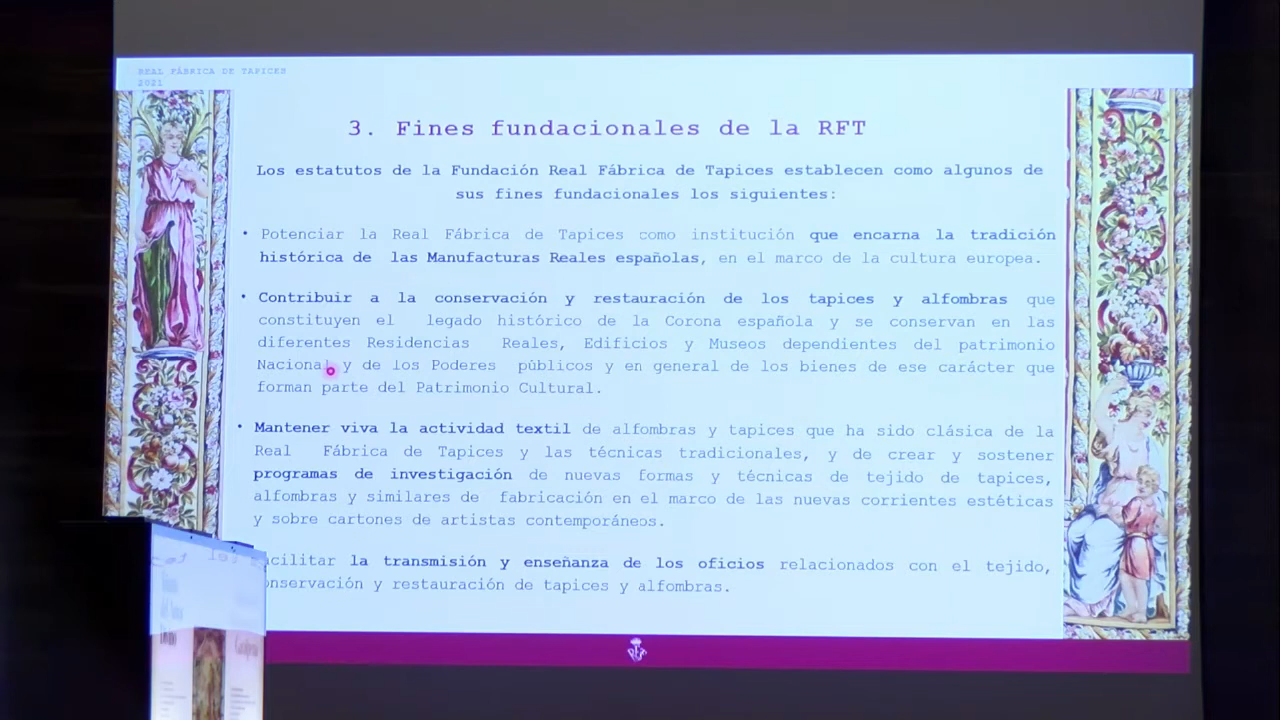 REAL FÁBRICA DE TAPICES
2021
3. Fines fundacionales de la RFT
Los estatutos de la Fundación Real Fábrica de Tapices establecen como algunos de
sus fines fundacionales los siguientes:
• Potenciar la Real Fábrica de Tapices como institución que encarna la tradición
histórica de las Manufacturas Reales españolas, en el marco de la cultura europea.
• Contribuir a la conservación y restauración de los tapices y alfombras que
constituyen el legado histórico de la Corona española y se conservan en las
diferentes Residencias Reales, Edificios y Museos dependientes del patrimonio
Nacional y de los Poderes públicos y en general de los bienes de ese carácter que
forman parte del Patrimonio Cultural.
• Mantener viva la actividad textil de alfombras y tapices que ha sido clásica de la
Real Fábrica de Tapices y las técnicas tradicionales, y de crear y sostener
programas de investigación de nuevas formas y técnicas de tejido de tapices,
alfombras y similares de fabricación en el marco de las nuevas corrientes estéticas
y sobre cartones de artistas contemporáneos.
acilitar la transmisión y enseñanza de los oficios relacionados con el tejido,
onservación y restauración de tapices y alfombras.